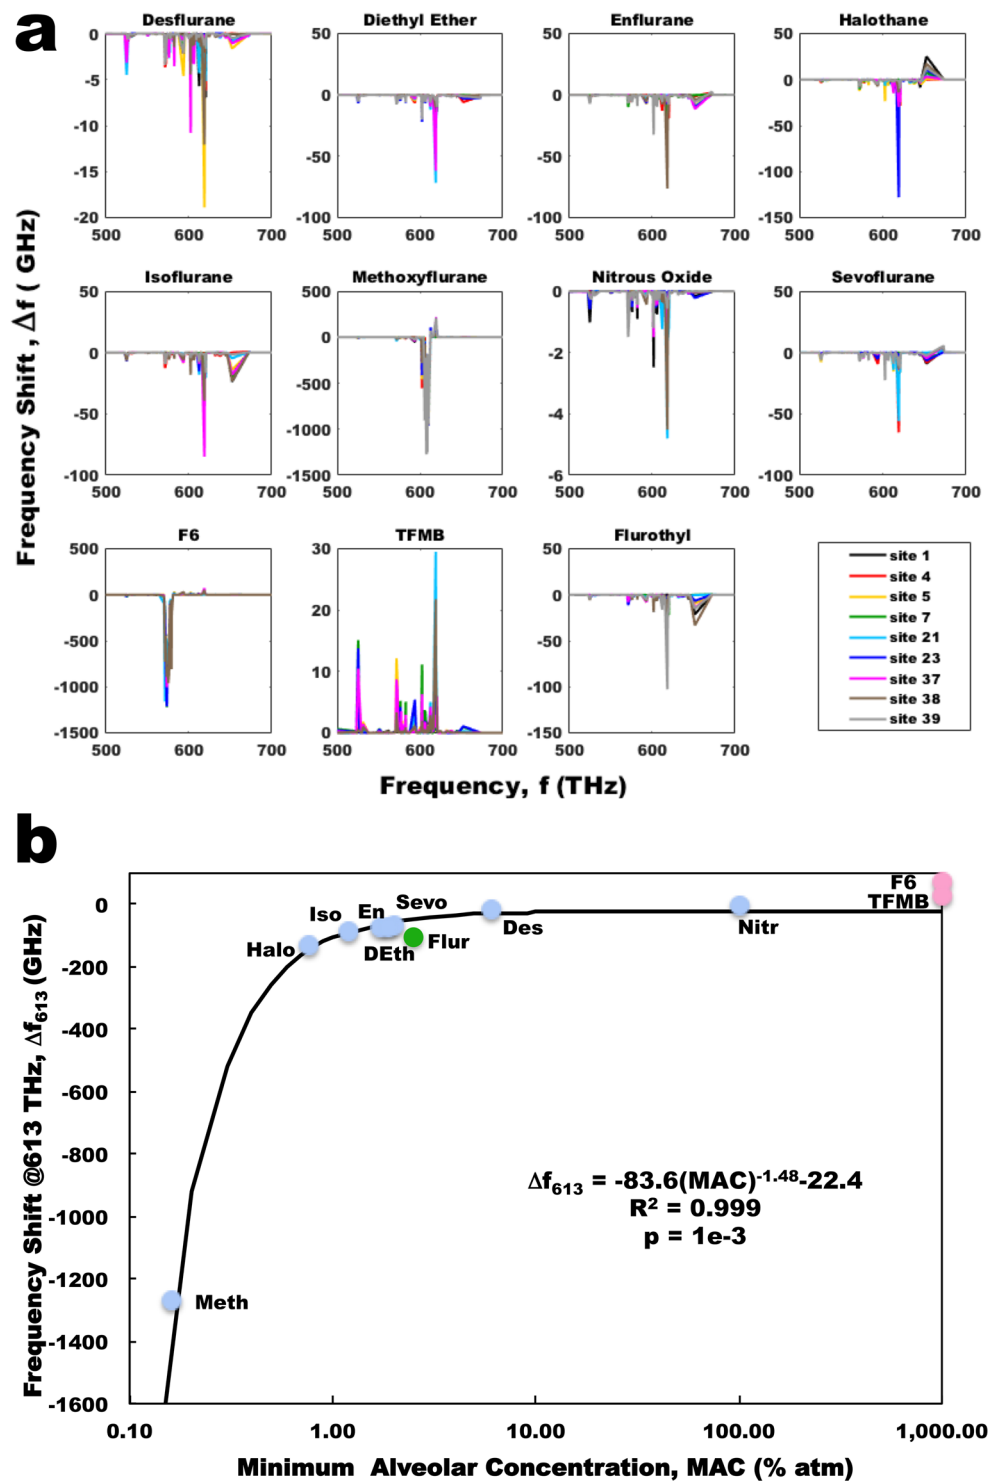 a
Desflurane
Diethyl Ether
Enflurane
Halothane
0
-5
-10
-15
-20
500 600 700
50
0
-50
-100
500 600 700
50
0
-50
-100
500 600 700
50
0
-50
-100
-150
500 600 700
Frequency Shift , Δf ( GHz)
Isoflurane
Methoxyflurane
Nitrous Oxide
Sevoflurane
50
0
-50
-100
500 600 700
500
0
-500
-1000
-1500
500 600 700
0
-2
-4
-6
500 600 700
50
0
-50
-100
500 600 700
F6
TFMB
Flurothyl
500
0
-500
-1000
-1500
500 600 700
30
20
10
0
500 600 700
50
0
-50
-100
-150
500 600 700
site 1
site 4
site 5
site 7
site 21
site 23
site 37
site 38
site 39
Frequency, f (THz)
b
Frequency Shift @613 THz, Δf613 (GHz)
0
-200
-400
-600
-800
-1000
-1200
-1400
-1600
F6
TFMB
Sevo
Iso
En
Halo
DEth
Flur
Des
Nitr
Meth
Δf613 = -83.6(MAC)-1.48-22.4
R2 = 0.999
p = 1e-3
0.10 1.00 10.00 100.00 1,000.00
Minimum Alveolar Concentration, MAC (% atm)